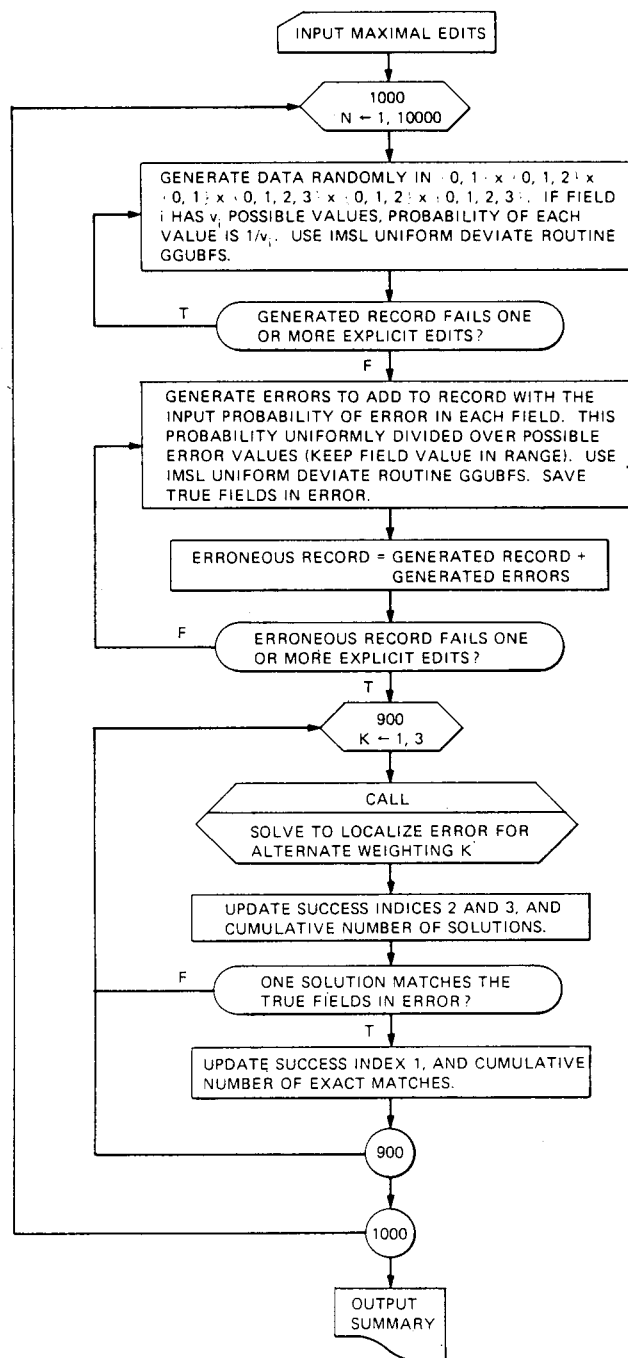 INPUT MAXIMAL EDITS
1000
N ← 1, 10000
GENERATE DATA RANDOMLY IN {0, 1} x {0, 1, 2} x
{0, 1} x {0, 1, 2, 3} x {0, 1, 2} x {0, 1, 2, 3}. IF FIELD
i HAS vᵢ POSSIBLE VALUES, PROBABILITY OF EACH
VALUE IS 1/vᵢ. USE IMSL UNIFORM DEVIATE ROUTINE
GGUBFS.
T
GENERATED RECORD FAILS ONE
OR MORE EXPLICIT EDITS?
F
GENERATE ERRORS TO ADD TO RECORD WITH THE
INPUT PROBABILITY OF ERROR IN EACH FIELD. THIS
PROBABILITY UNIFORMLY DIVIDED OVER POSSIBLE
ERROR VALUES (KEEP FIELD VALUE IN RANGE). USE
IMSL UNIFORM DEVIATE ROUTINE GGUBFS. SAVE
TRUE FIELDS IN ERROR.
ERRONEOUS RECORD = GENERATED RECORD +
GENERATED ERRORS
F
ERRONEOUS RECORD FAILS ONE
OR MORE EXPLICIT EDITS?
T
900
K ← 1, 3
CALL
SOLVE TO LOCALIZE ERROR FOR
ALTERNATE WEIGHTING K
UPDATE SUCCESS INDICES 2 AND 3, AND
CUMULATIVE NUMBER OF SOLUTIONS.
F
ONE SOLUTION MATCHES THE
TRUE FIELDS IN ERROR?
T
UPDATE SUCCESS INDEX 1, AND CUMULATIVE
NUMBER OF EXACT MATCHES.
900
1000
OUTPUT
SUMMARY